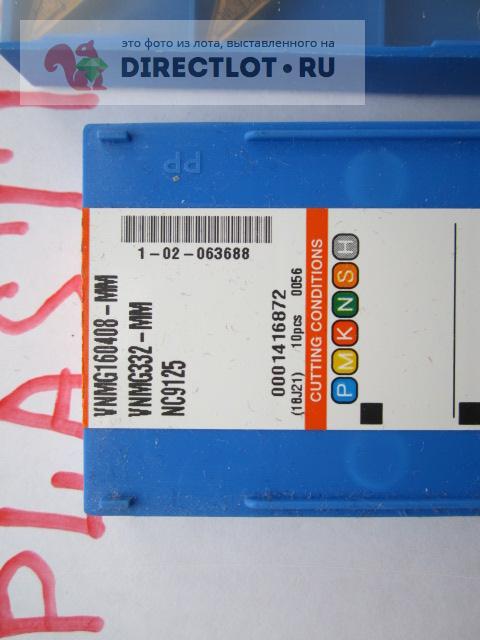 это фото из лота, выставленного на
DIRECTLOT.RU
PP
1-02-063688
VNMG160408-MM
VNMG332-MM
NC9125
0001416872
(18J21) 10pcs 0056
CUTTING CONDITIONS
P M K N S H
PLAST